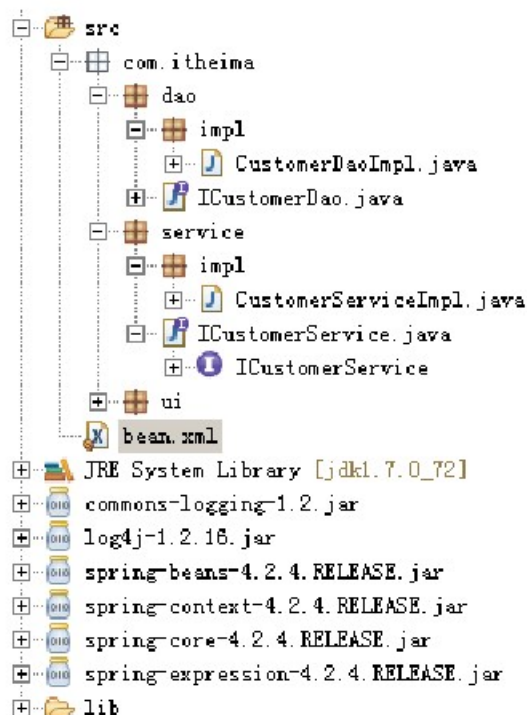 src
com.itheima
dao
impl
CustomerDaoImpl.java
ICustomerDao.java
service
impl
CustomerServiceImpl.java
ICustomerService.java
ICustomerService
ui
bean.xml
JRE System Library [jdk1.7.0_72]
commons-logging-1.2.jar
log4j-1.2.16.jar
spring-beans-4.2.4.RELEASE.jar
spring-context-4.2.4.RELEASE.jar
spring-core-4.2.4.RELEASE.jar
spring-expression-4.2.4.RELEASE.jar
lib